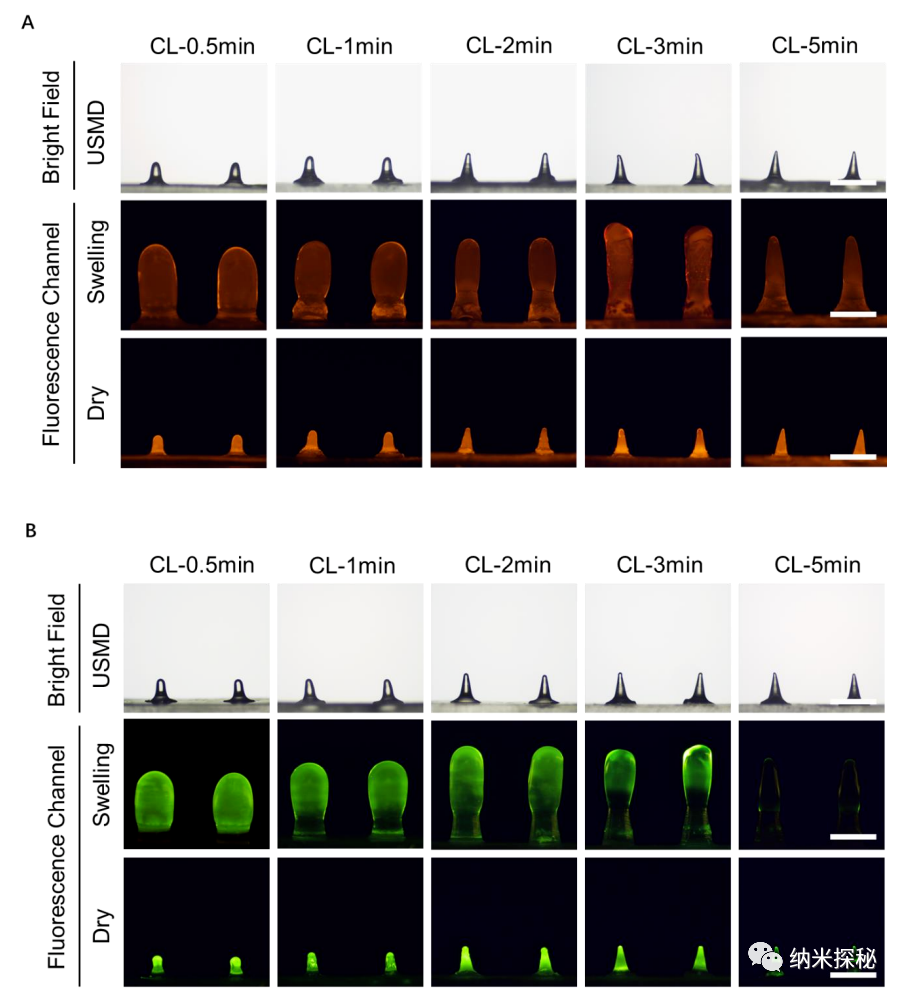 A
CL-0.5min CL-1min CL-2min CL-3min CL-5min
Bright Field
USMD
Fluorescence Channel
Swelling
Dry
B
CL-0.5min CL-1min CL-2min CL-3min CL-5min
Bright Field
USMD
Fluorescence Channel
Swelling
Dry
纳米探秘